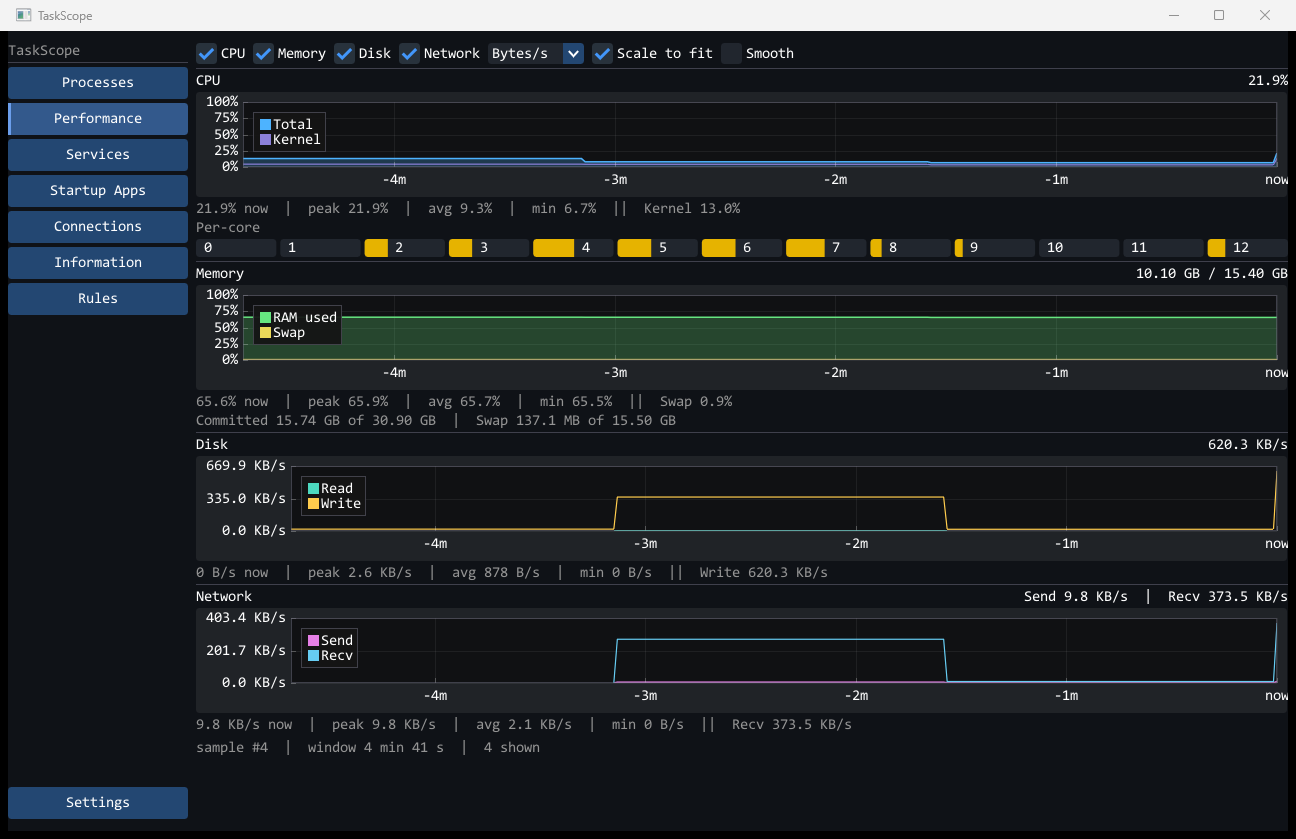 TaskScope
TaskScope
Processes
Performance
Services
Startup Apps
Connections
Information
Rules
Settings
CPU Memory Disk Network Bytes/s Scale to fit Smooth
CPU 21.9%
100%
75%
50%
25%
0%
Total
Kernel
-4m -3m -2m -1m now
21.9% now | peak 21.9% | avg 9.3% | min 6.7% || Kernel 13.0%
Per-core
0 1 2 3 4 5 6 7 8 9 10 11 12
Memory 10.10 GB / 15.40 GB
100%
75%
50%
25%
0%
RAM used
Swap
-4m -3m -2m -1m now
65.6% now | peak 65.9% | avg 65.7% | min 65.5% || Swap 0.9%
Committed 15.74 GB of 30.90 GB | Swap 137.1 MB of 15.50 GB
Disk 620.3 KB/s
669.9 KB/s
335.0 KB/s
0.0 KB/s
Read
Write
-4m -3m -2m -1m now
0 B/s now | peak 2.6 KB/s | avg 878 B/s | min 0 B/s || Write 620.3 KB/s
Network Send 9.8 KB/s | Recv 373.5 KB/s
403.4 KB/s
201.7 KB/s
0.0 KB/s
Send
Recv
-4m -3m -2m -1m now
9.8 KB/s now | peak 9.8 KB/s | avg 2.1 KB/s | min 0 B/s || Recv 373.5 KB/s
sample #4 | window 4 min 41 s | 4 shown